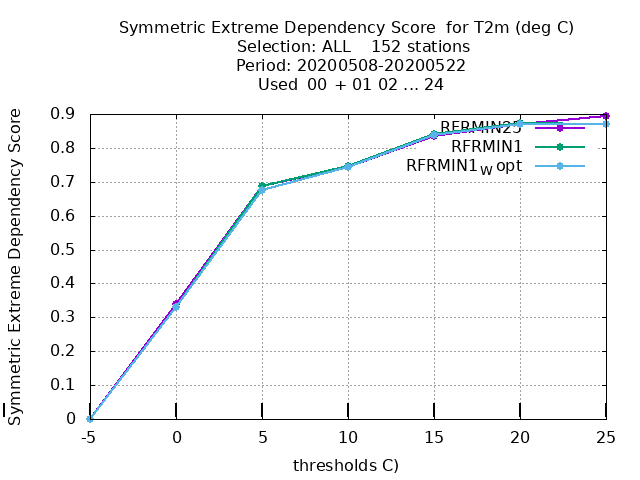 Symmetric Extreme Dependency Score  for T2m (deg C)
Selection: ALL    152 stations
Period: 20200508-20200522
Used  00  + 01 02 ... 24
Symmetric Extreme Dependency Score
0.9
0.8
0.7
0.6
0.5
0.4
0.3
0.2
0.1
0
RFRMIN25
RFRMIN1
RFRMIN1W opt
-5 0 5 10 15 20 25
thresholds C)